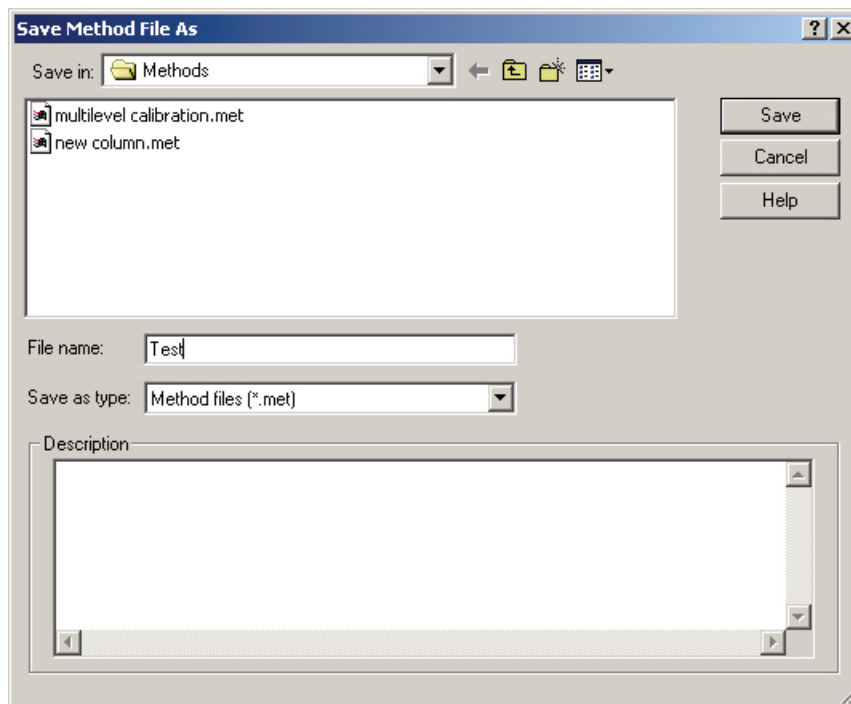 Save Method File As
Save in: Methods
multilevel calibration.met
new column.met
Save
Cancel
Help
File name: Test
Save as type: Method files (*.met)
Description